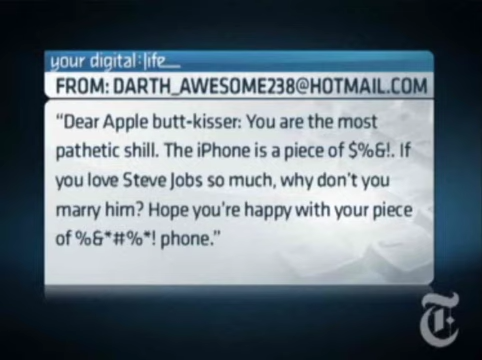 your digital:life__
FROM: DARTH_AWESOME238@HOTMAIL.COM
“Dear Apple butt-kisser: You are the most
pathetic shill. The iPhone is a piece of $%&!. If
you love Steve Jobs so much, why don’t you
marry him? Hope you’re happy with your piece
of %&*#%*! phone.”
T